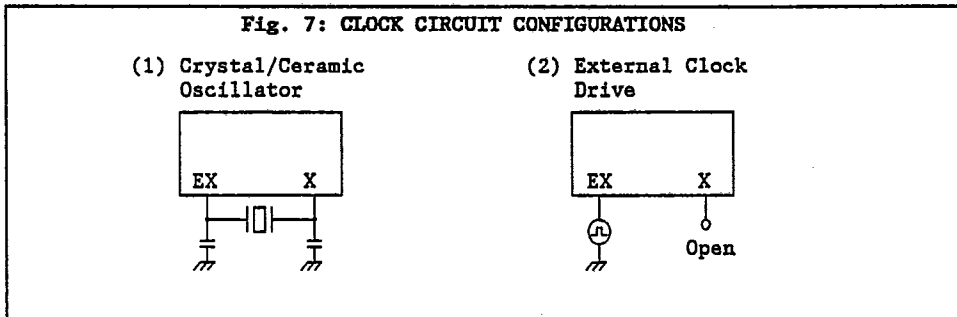 Fig. 7: CLOCK CIRCUIT CONFIGURATIONS
(1) Crystal/Ceramic
Oscillator
EX X
(2) External Clock
Drive
EX X
Open